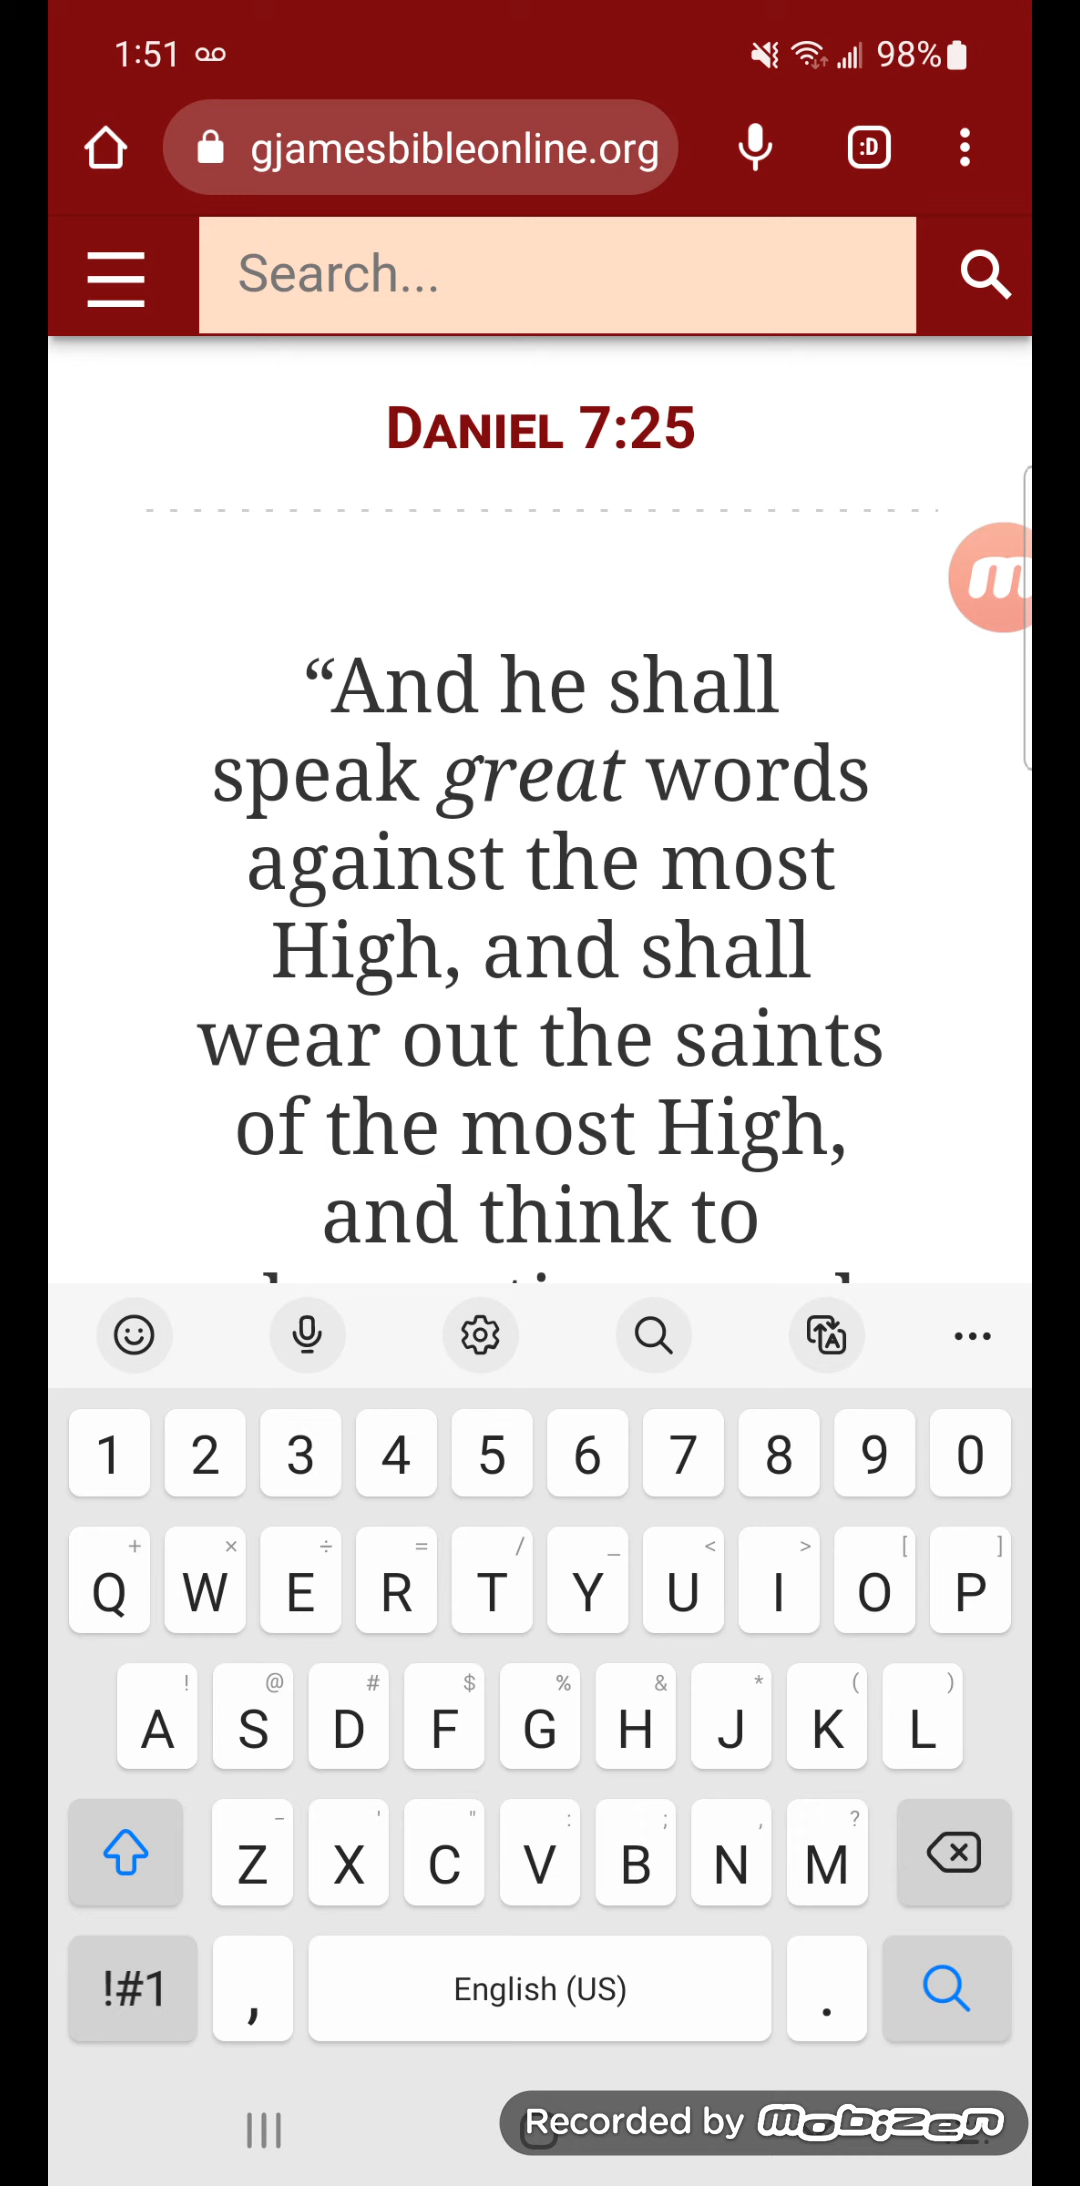 1:51 98%
gjamesbibleonline.org :D
Search...
DANIEL 7:25
“And he shall
speak great words
against the most
High, and shall
wear out the saints
of the most High,
and think to
1 2 3 4 5 6 7 8 9 0
+ × ÷ = / _ < > [ ]
Q W E R T Y U I O P
! @ # $ % & * ( )
A S D F G H J K L
- ' " : ; , ?
Z X C V B N M
!#1 , English (US) .
Recorded by mobizen